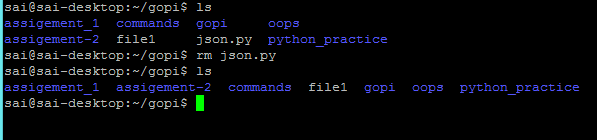 sai@sai-desktop:~/gopi$ ls
assigement_1  commands  gopi     oops
assigement-2  file1     json.py  python_practice
sai@sai-desktop:~/gopi$ rm json.py
sai@sai-desktop:~/gopi$ ls
assigement_1  assigement-2  commands  file1  gopi  oops  python_practice
sai@sai-desktop:~/gopi$